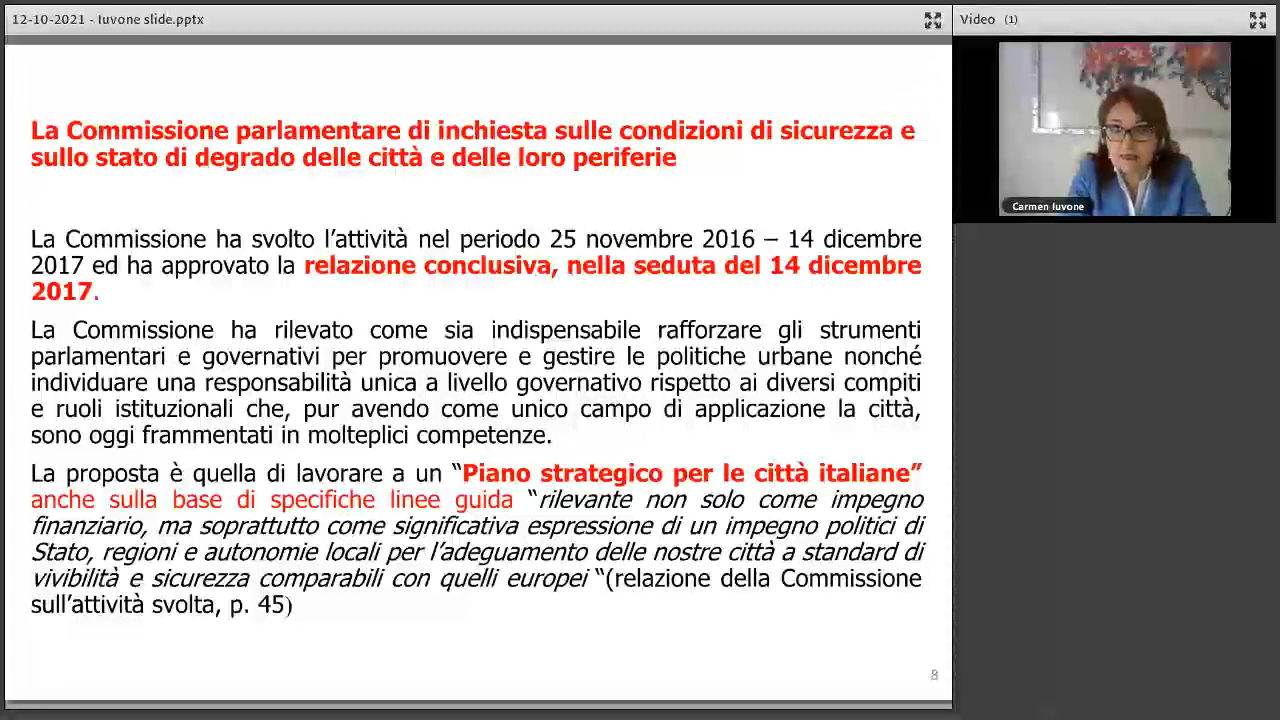 12-10-2021 - Iuvone slide.pptx
Video (1)
Carmen Iuvone
La Commissione parlamentare di inchiesta sulle condizioni di sicurezza e
sullo stato di degrado delle città e delle loro periferie
La Commissione ha svolto l'attività nel periodo 25 novembre 2016 – 14 dicembre
2017 ed ha approvato la relazione conclusiva, nella seduta del 14 dicembre
2017.
La Commissione ha rilevato come sia indispensabile rafforzare gli strumenti
parlamentari e governativi per promuovere e gestire le politiche urbane nonché
individuare una responsabilità unica a livello governativo rispetto ai diversi compiti
e ruoli istituzionali che, pur avendo come unico campo di applicazione la città,
sono oggi frammentati in molteplici competenze.
La proposta è quella di lavorare a un “Piano strategico per le città italiane”
anche sulla base di specifiche linee guida “rilevante non solo come impegno
finanziario, ma soprattutto come significativa espressione di un impegno politici di
Stato, regioni e autonomie locali per l'adeguamento delle nostre città a standard di
vivibilità e sicurezza comparabili con quelli europei “(relazione della Commissione
sull'attività svolta, p. 45)
8